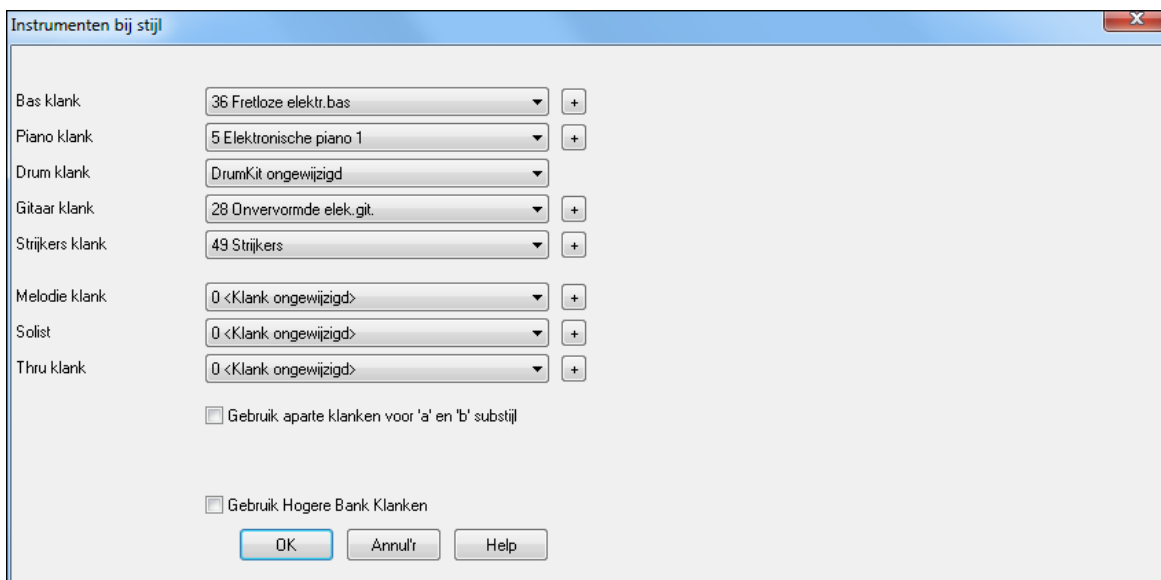 Instrumenten bij stijl
Bas klank 36 Fretloze elektr.bas +
Piano klank 5 Elektronische piano 1 +
Drum klank DrumKit ongewijzigd
Gitaar klank 28 Onvervormde elek.git. +
Strijkers klank 49 Strijkers +
Melodie klank 0 <Klank ongewijzigd> +
Solist 0 <Klank ongewijzigd> +
Thru klank 0 <Klank ongewijzigd> +
Gebruik aparte klanken voor 'a' en 'b' substijl
Gebruik Hogere Bank Klanken
OK Annul'r Help